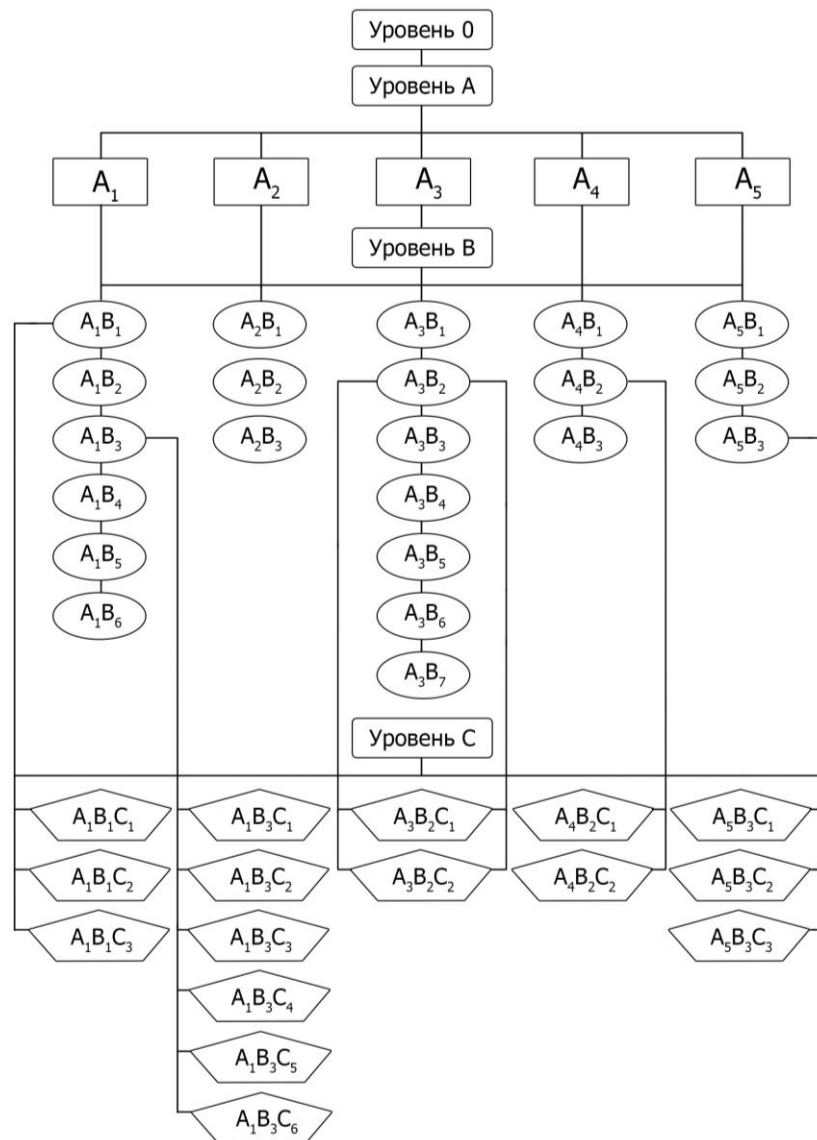 Уровень 0
Уровень А
A₁ A₂ A₃ A₄ A₅
Уровень В
A₁B₁ A₂B₁ A₃B₁ A₄B₁ A₅B₁
A₁B₂ A₂B₂ A₃B₂ A₄B₂ A₅B₂
A₁B₃ A₂B₃ A₃B₃ A₄B₃ A₅B₃
A₁B₄ A₃B₄
A₁B₅ A₃B₅
A₁B₆ A₃B₆
A₃B₇
Уровень С
A₁B₁C₁ A₁B₃C₁ A₃B₂C₁ A₄B₂C₁ A₅B₃C₁
A₁B₁C₂ A₁B₃C₂ A₃B₂C₂ A₄B₂C₂ A₅B₃C₂
A₁B₁C₃ A₁B₃C₃ A₅B₃C₃
A₁B₃C₄
A₁B₃C₅
A₁B₃C₆